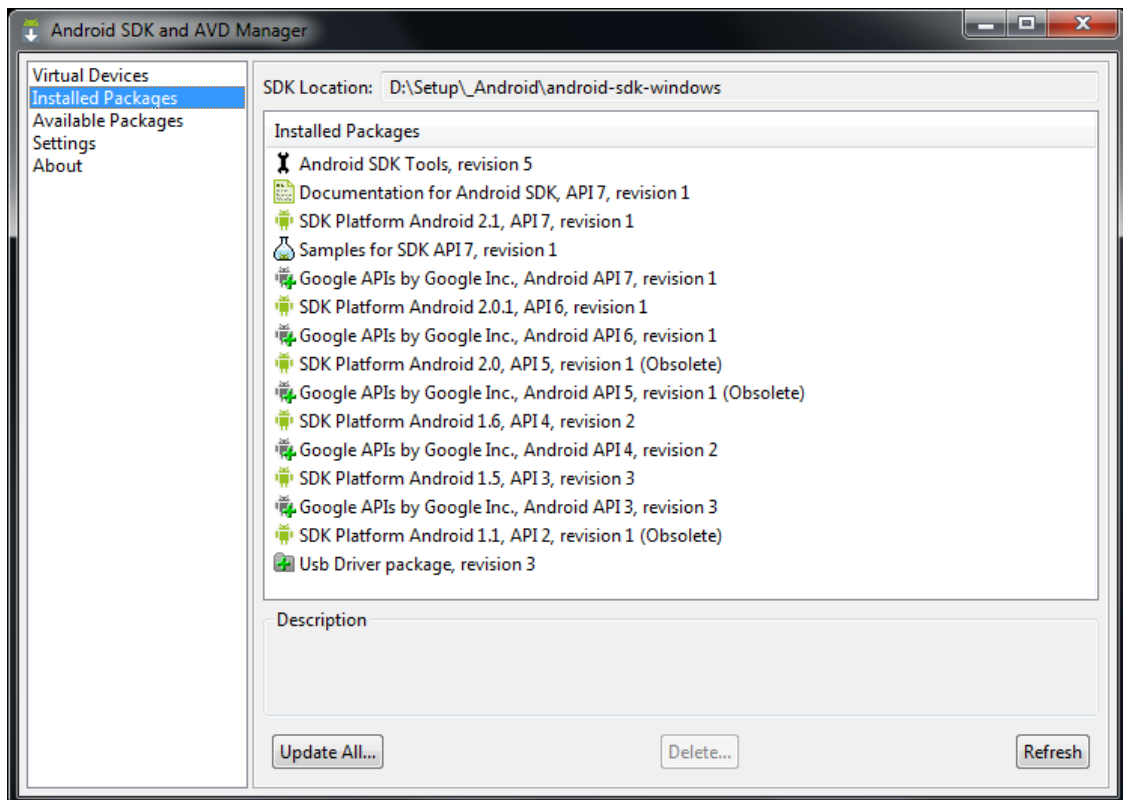 Android SDK and AVD Manager
Virtual Devices
Installed Packages
Available Packages
Settings
About
SDK Location: D:\Setup\_Android\android-sdk-windows
Installed Packages
Android SDK Tools, revision 5
Documentation for Android SDK, API 7, revision 1
SDK Platform Android 2.1, API 7, revision 1
Samples for SDK API 7, revision 1
Google APIs by Google Inc., Android API 7, revision 1
SDK Platform Android 2.0.1, API 6, revision 1
Google APIs by Google Inc., Android API 6, revision 1
SDK Platform Android 2.0, API 5, revision 1 (Obsolete)
Google APIs by Google Inc., Android API 5, revision 1 (Obsolete)
SDK Platform Android 1.6, API 4, revision 2
Google APIs by Google Inc., Android API 4, revision 2
SDK Platform Android 1.5, API 3, revision 3
Google APIs by Google Inc., Android API 3, revision 3
SDK Platform Android 1.1, API 2, revision 1 (Obsolete)
Usb Driver package, revision 3
Description
Update All... Delete... Refresh